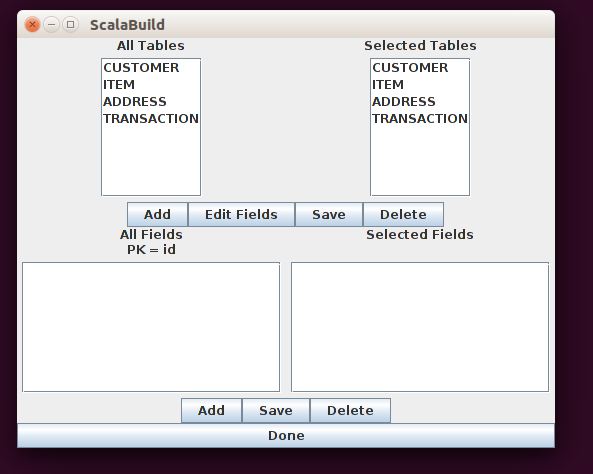 ScalaBuild
All Tables
Selected Tables
CUSTOMER
ITEM
ADDRESS
TRANSACTION
CUSTOMER
ITEM
ADDRESS
TRANSACTION
Add Edit Fields Save Delete
All Fields
PK = id
Selected Fields
Add Save Delete
Done